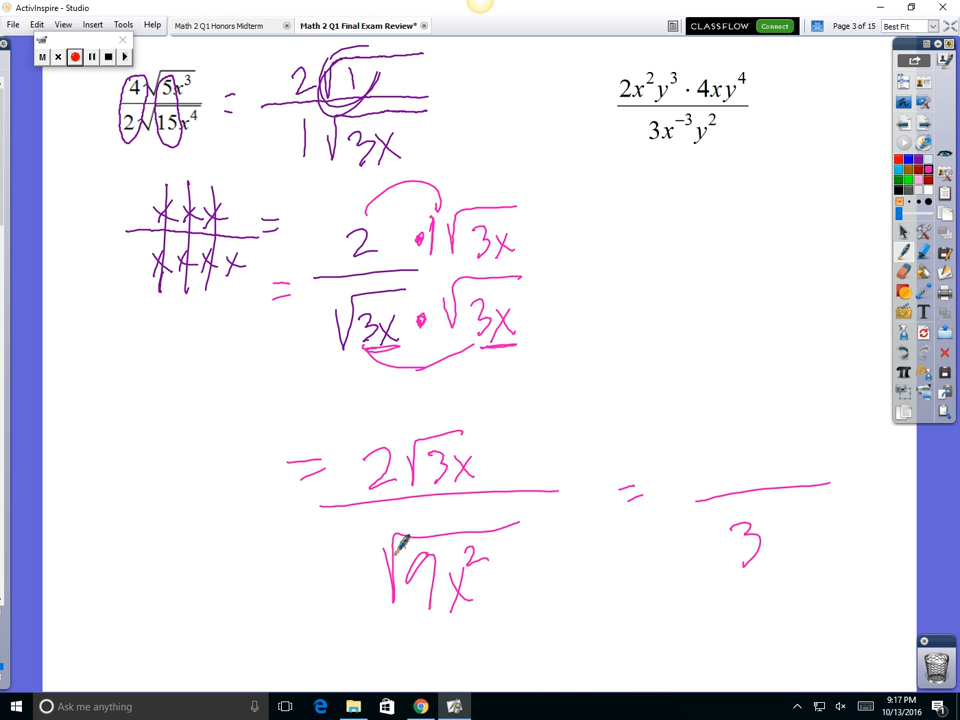 ActivInspire - Studio
File Edit View Insert Tools Help Math 2 Q1 Honors Midterm × Math 2 Q1 Final Exam Review* × CLASSFLOW Connect Page 3 of 15 Best Fit
M
4√5x³ / 2√15x⁴ = 2√1 / 1√3x
2x²y³ · 4xy⁴ / 3x⁻³y²
x x x / x x x x =
= 2 · 1√3x / √3x · √3x
= 2√3x / √9x² = / 3
Ask me anything
9:17 PM
10/13/2016